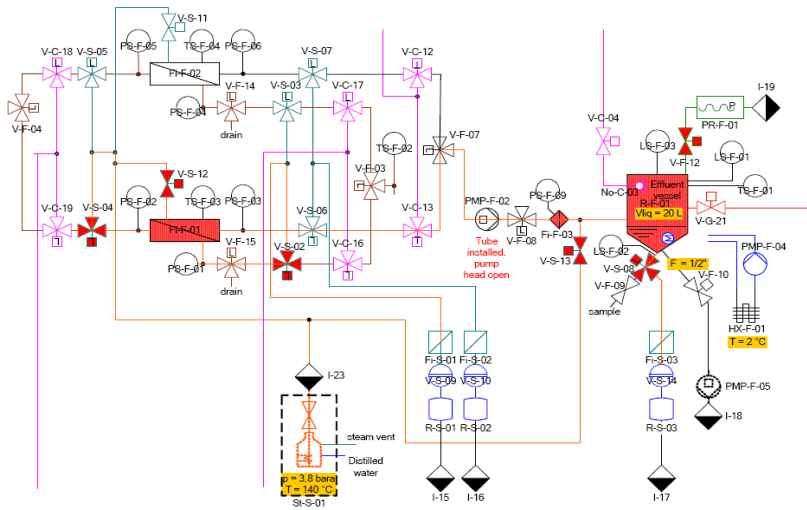 V-S-11
V-C-18
V-S-05
PS-F-05
TS-F-04
PS-F-06
V-S-07
V-C-12
I-19
Fi-F-02
V-F-14
V-S-03
V-C-17
V-C-04
PR-F-01
P
LS-F-03
V-F-12
LS-F-01
V-F-04
PS-F-04
drain
V-F-07
V-F-03
TS-F-02
V-S-12
No-C-03
Effluent
vessel
R-F-01
Vliq = 20 L
TS-F-01
V-C-19
V-S-04
PS-F-02
TS-F-03
PS-F-03
V-S-06
V-C-13
PMP-F-02
PS-F-09
V-G-21
Fi-F-01
V-F-15
V-S-02
V-C-16
V-F-08
Fi-F-03
Tube
installed,
pump
head open
V-S-13
LS-F-02
V-S-08
M
F = 1/2"
PMP-F-04
PS-F-01
drain
V-F-09
V-F-10
sample
HX-F-01
T = 2 °C
Fi-S-01
Fi-S-02
Fi-S-03
I-23
V-S-09
V-S-10
V-S-14
PMP-F-05
R-S-01
R-S-02
R-S-03
I-18
steam vent
Distilled
water
p = 3,8 bara
T = 140 °C
St-S-01
I-15
I-16
I-17